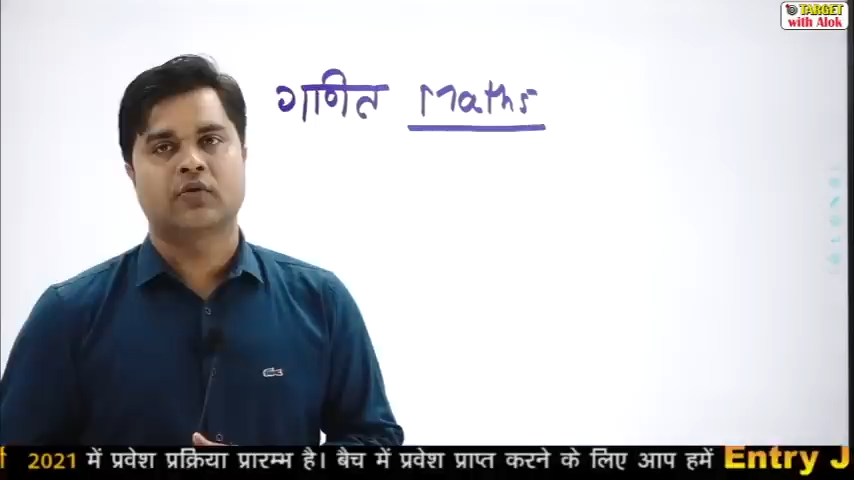 TARGET
with Alok
गणित Maths
2021 में प्रवेश प्रक्रिया प्रारम्भ है। बैच में प्रवेश प्राप्त करने के लिए आप हमें Entry J